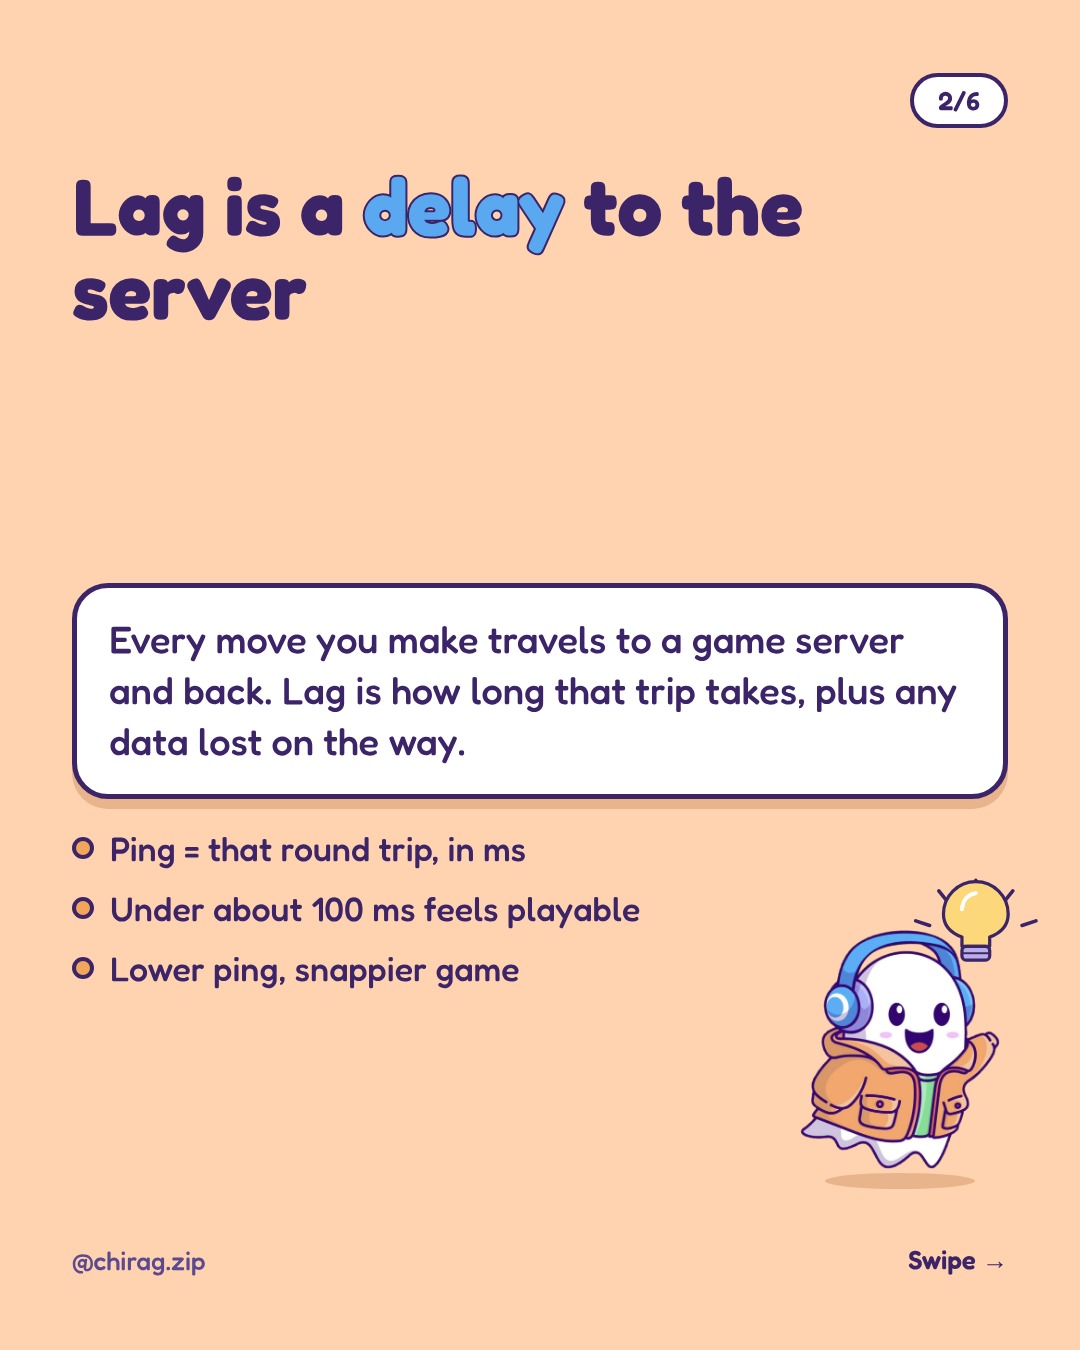 2/6
Lag is a delay to the
server
Every move you make travels to a game server
and back. Lag is how long that trip takes, plus any
data lost on the way.
Ping = that round trip, in ms
Under about 100 ms feels playable
Lower ping, snappier game
@chirag.zip
Swipe →